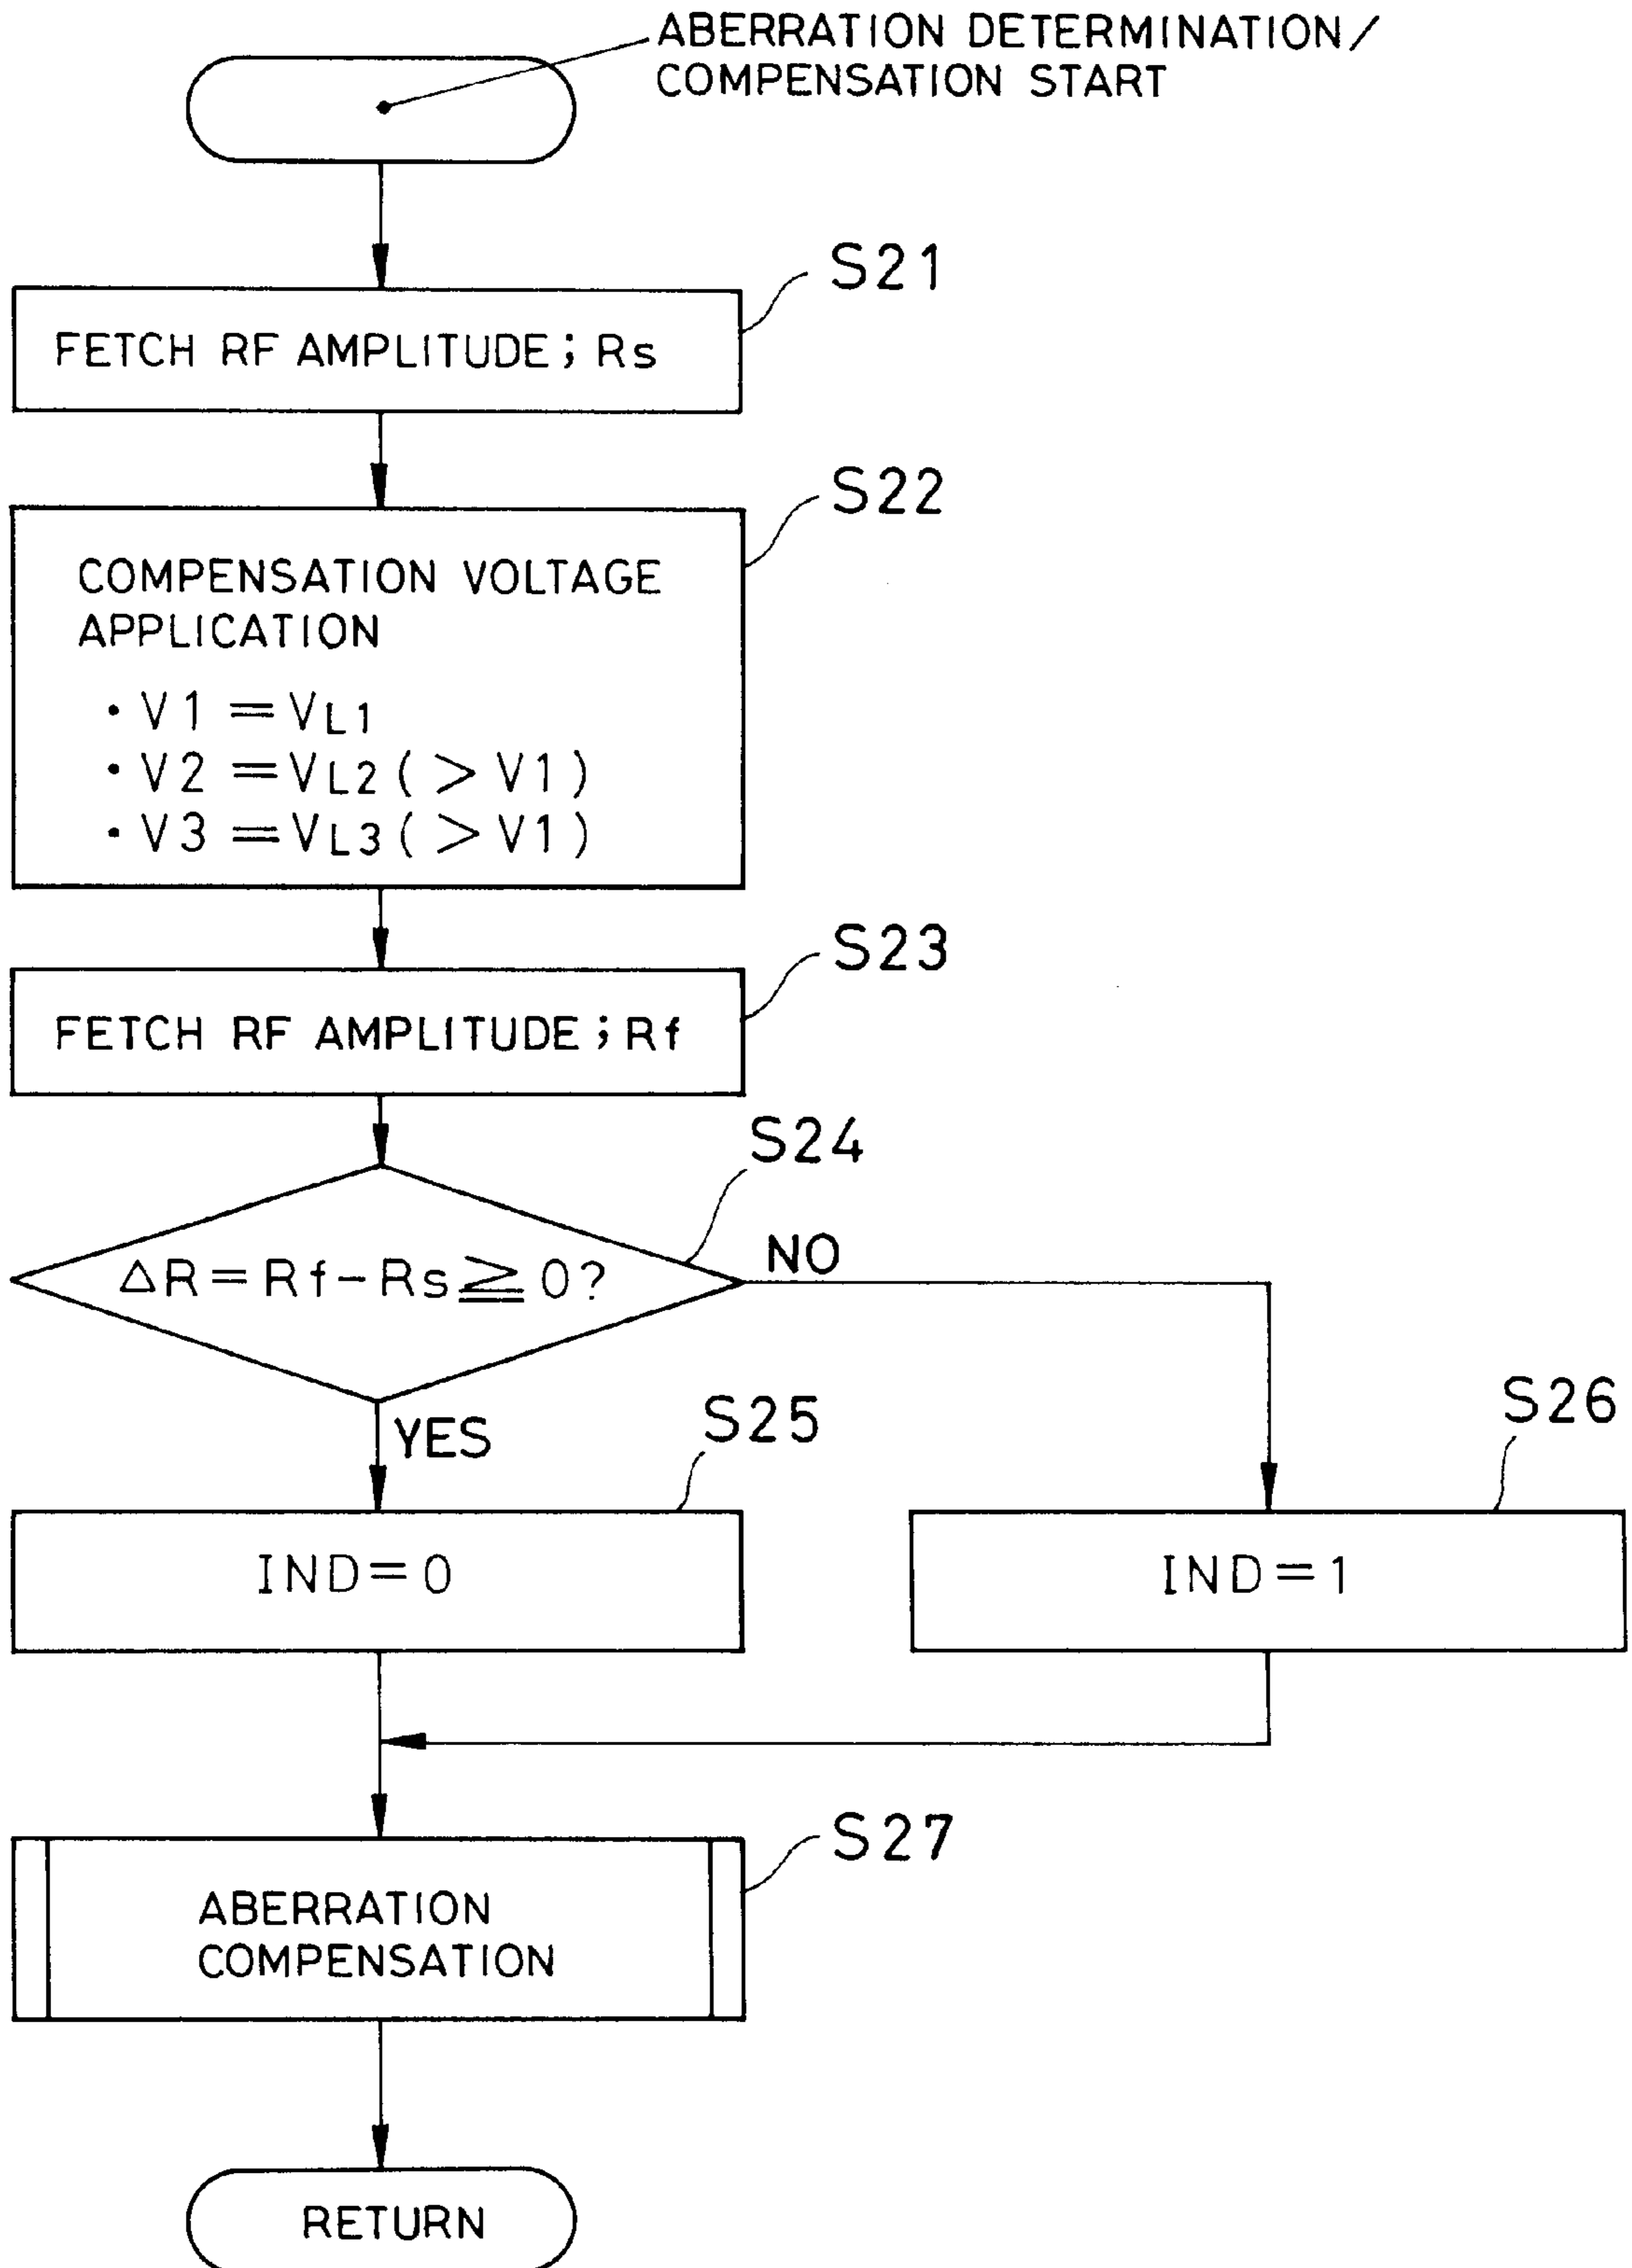 ABERRATION DETERMINATION/
COMPENSATION START
S21
FETCH RF AMPLITUDE; Rs
S22
COMPENSATION VOLTAGE
APPLICATION
・V1=VL1
・V2=VL2(>V1)
・V3=VL3(>V1)
S23
FETCH RF AMPLITUDE; Rf
S24
ΔR=Rf-Rs≧0?
NO
YES
S25
S26
IND=0
IND=1
S27
ABERRATION
COMPENSATION
RETURN